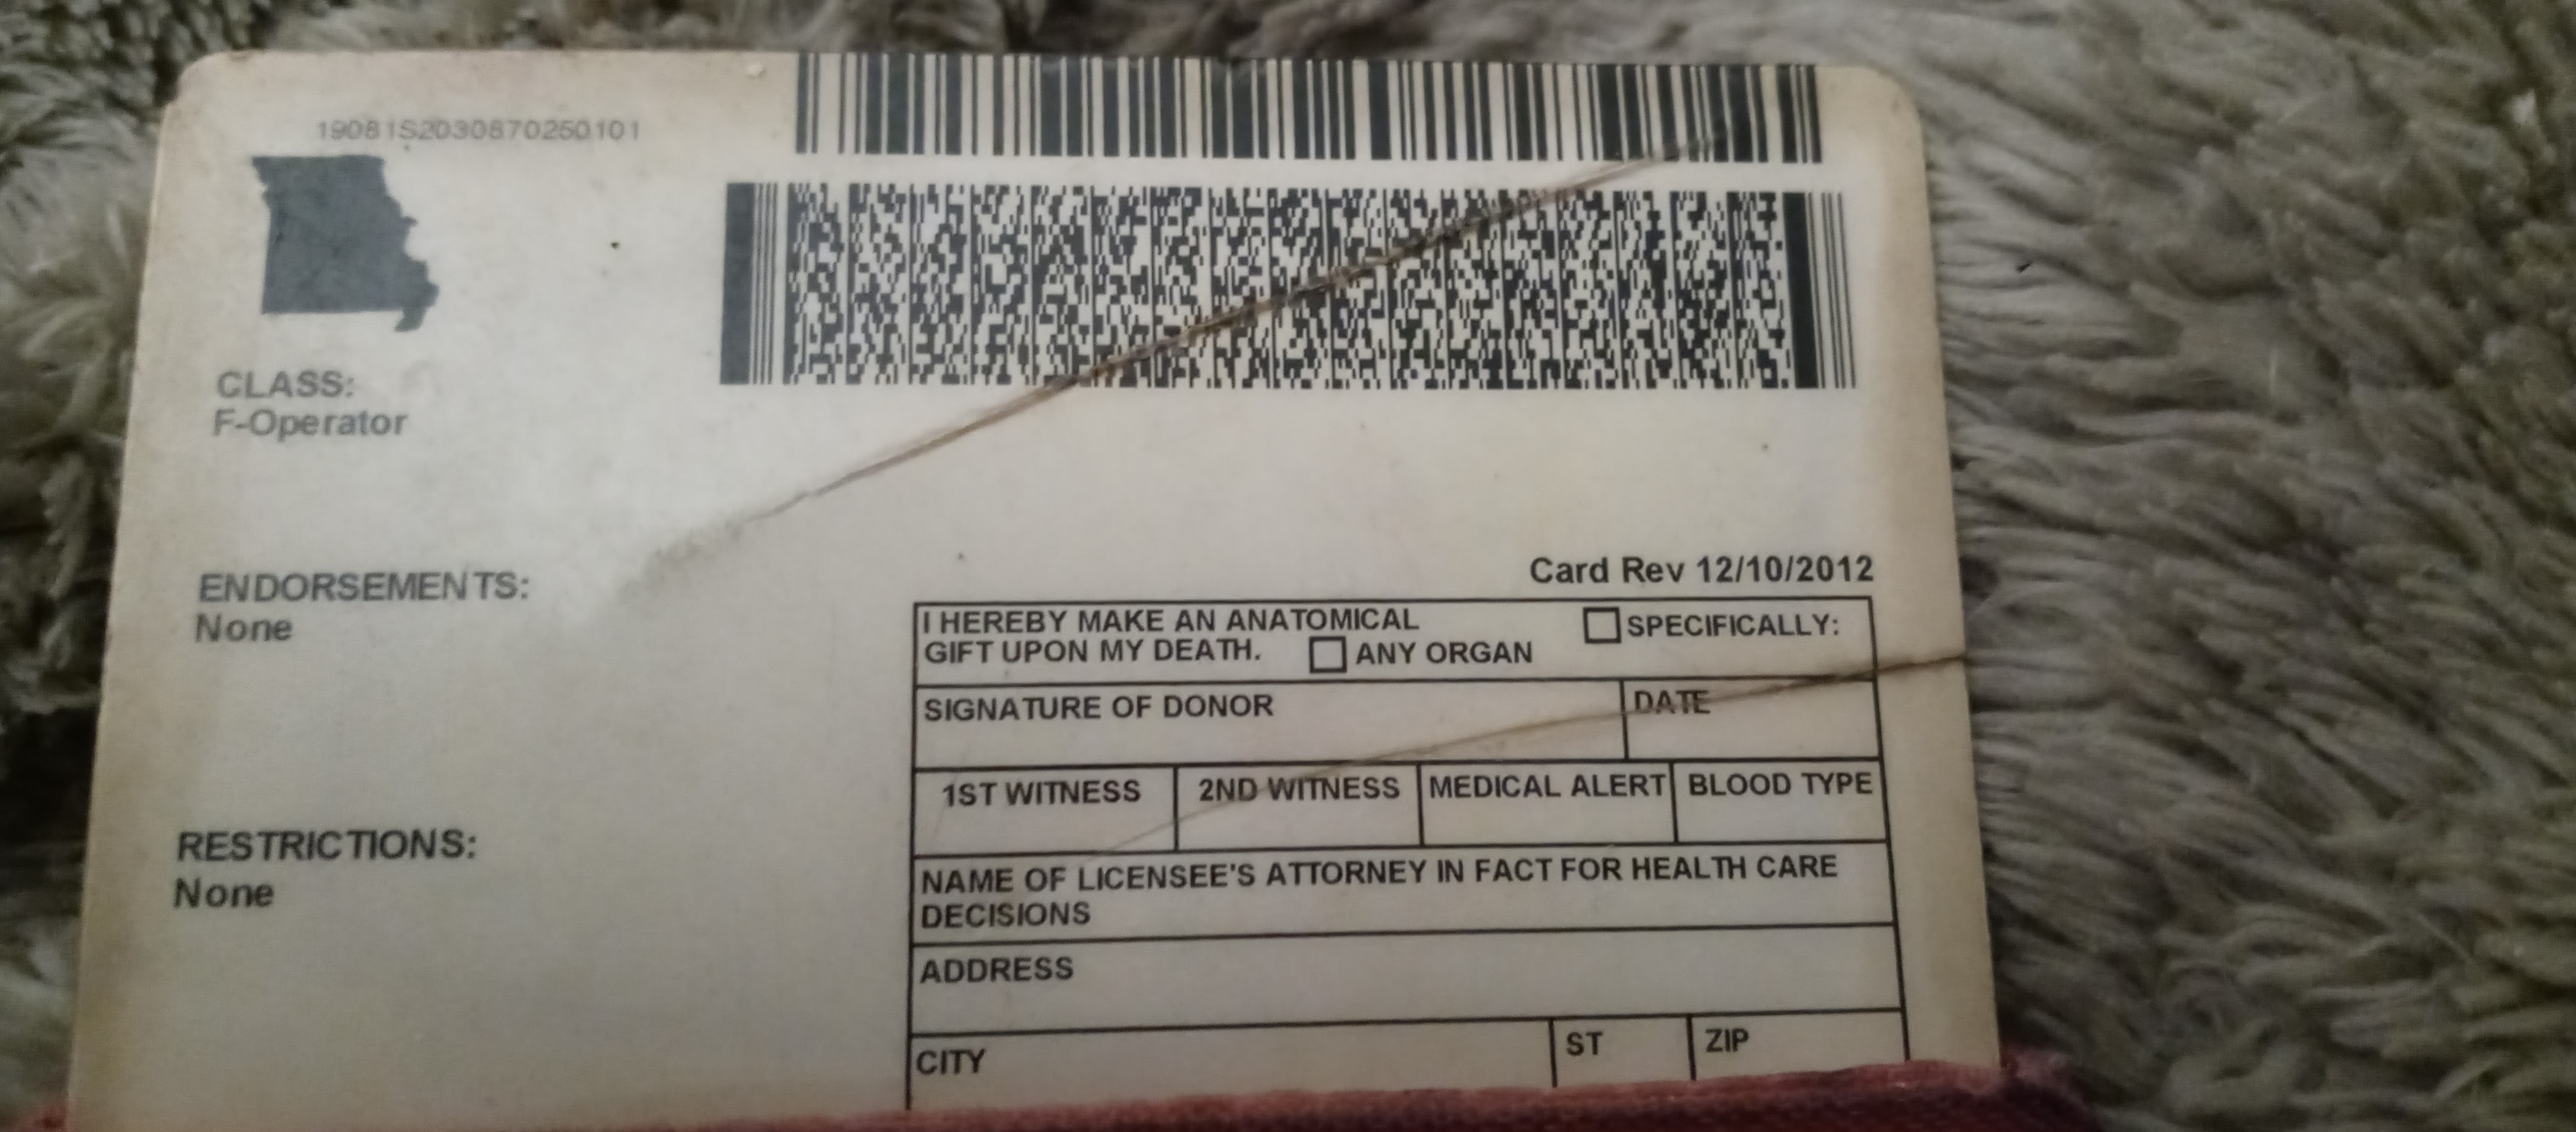 19081S2030870250101
CLASS:
F-Operator
ENDORSEMENTS:
None
RESTRICTIONS:
None
Card Rev 12/10/2012
I HEREBY MAKE AN ANATOMICAL
GIFT UPON MY DEATH. ANY ORGAN
SPECIFICALLY:
SIGNATURE OF DONOR
DATE
1ST WITNESS
2ND WITNESS
MEDICAL ALERT
BLOOD TYPE
NAME OF LICENSEE'S ATTORNEY IN FACT FOR HEALTH CARE
DECISIONS
ADDRESS
CITY
ST
ZIP